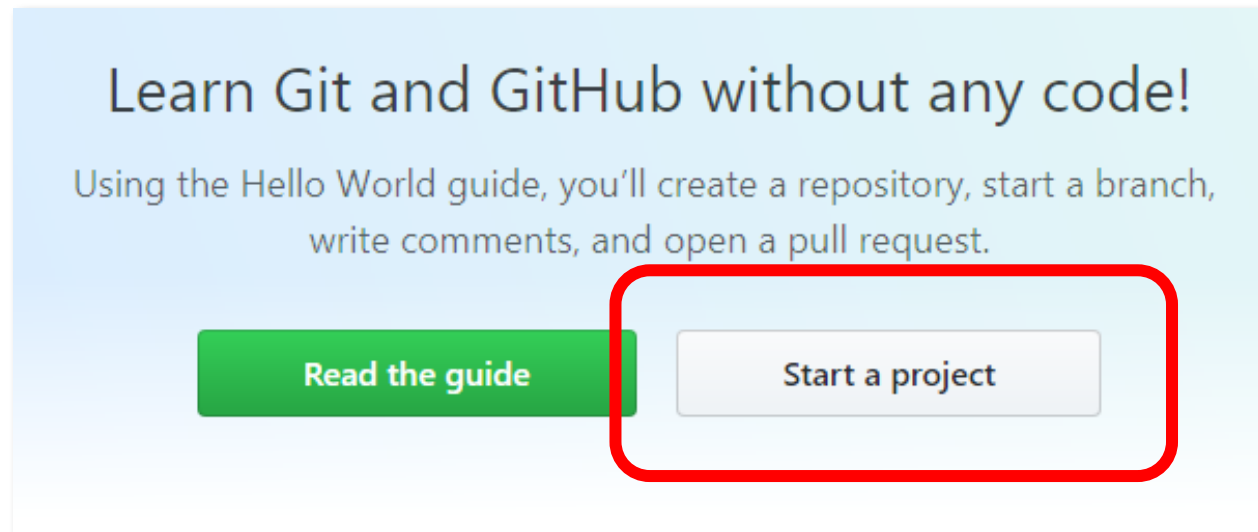 Learn Git and GitHub without any code!
Using the Hello World guide, you’ll create a repository, start a branch,
write comments, and open a pull request.
Read the guide
Start a project